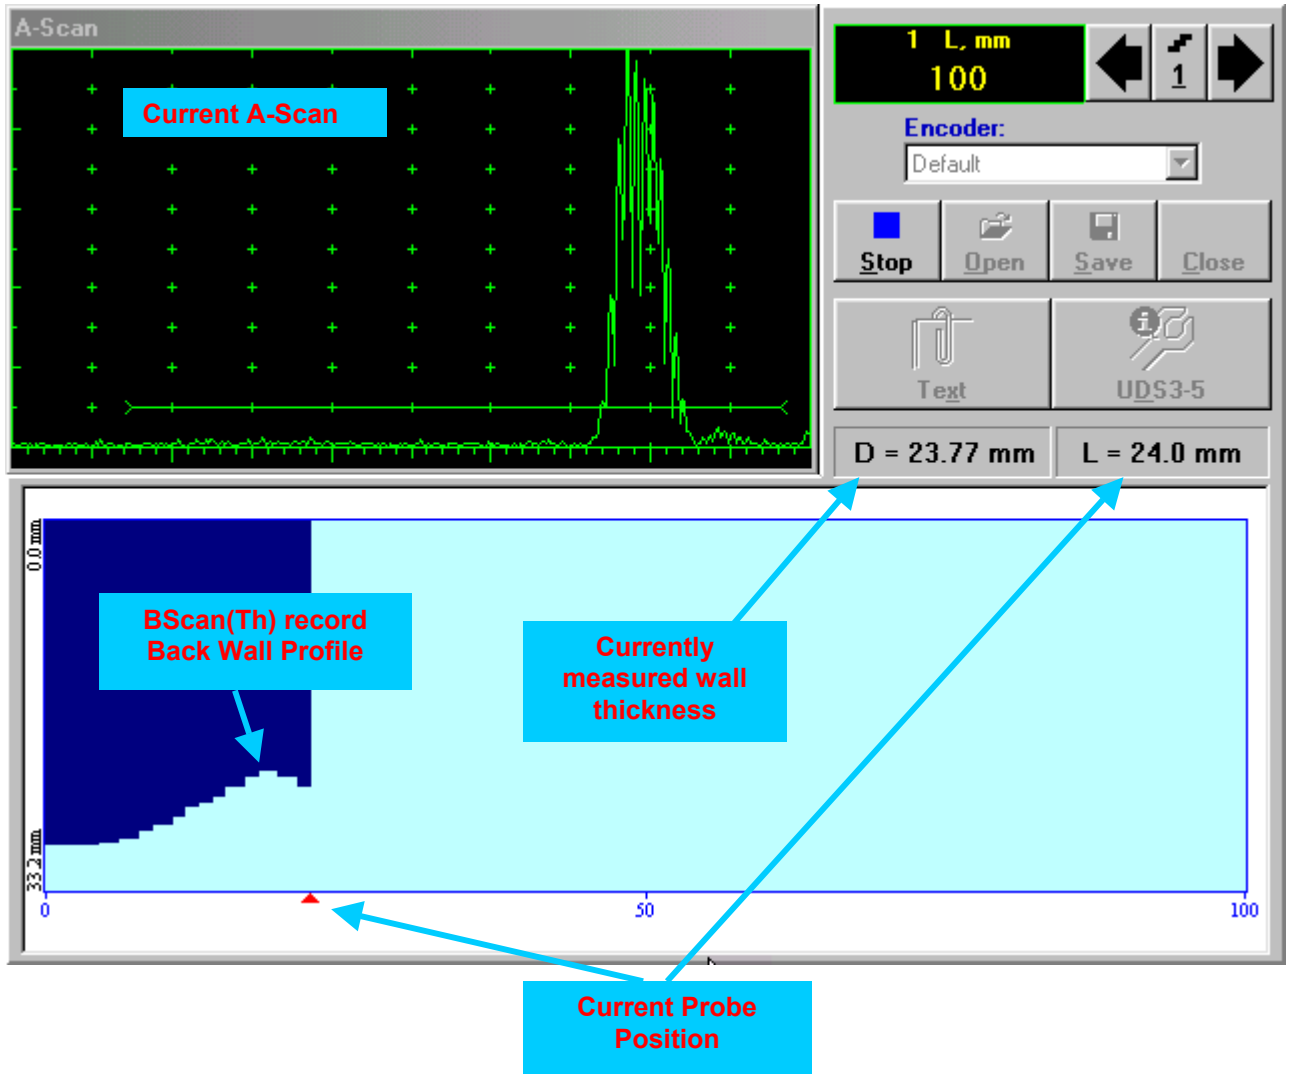 A-Scan
Current A-Scan
1 L, mm
100
1
Encoder:
Default
Stop
Open
Save
Close
Text
UDS3-5
D = 23.77 mm
L = 24.0 mm
0.0 mm
33.2 mm
BScan(Th) record
Back Wall Profile
Currently
measured wall
thickness
0
50
100
Current Probe
Position